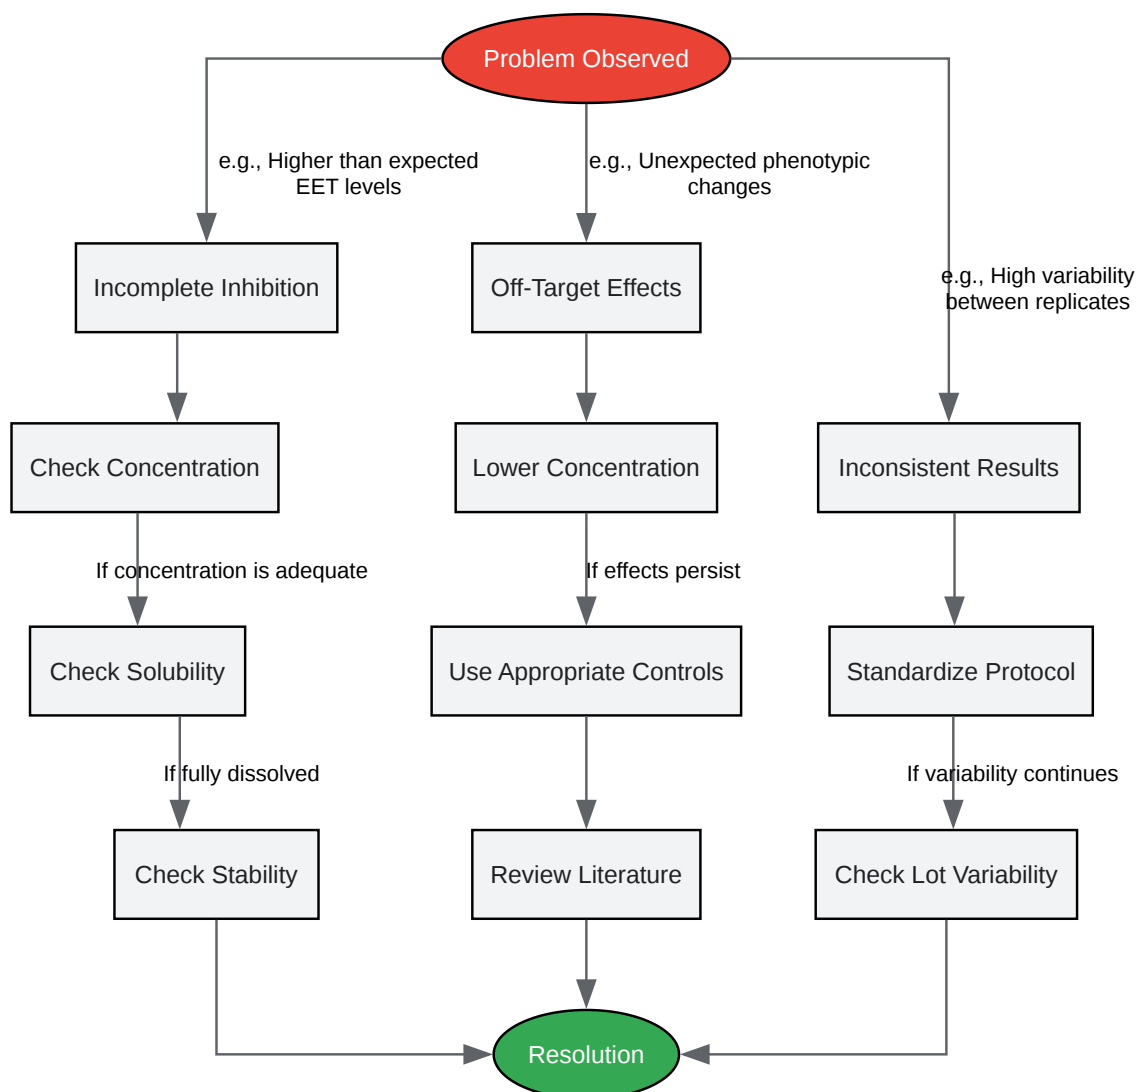 Problem Observed
e.g., Higher than expected
EET levels
e.g., Unexpected phenotypic
changes
e.g., High variability
between replicates
Incomplete Inhibition
Off-Target Effects
Check Concentration
Lower Concentration
Inconsistent Results
If concentration is adequate
If effects persist
Check Solubility
Use Appropriate Controls
Standardize Protocol
If fully dissolved
If variability continues
Check Stability
Review Literature
Check Lot Variability
Resolution